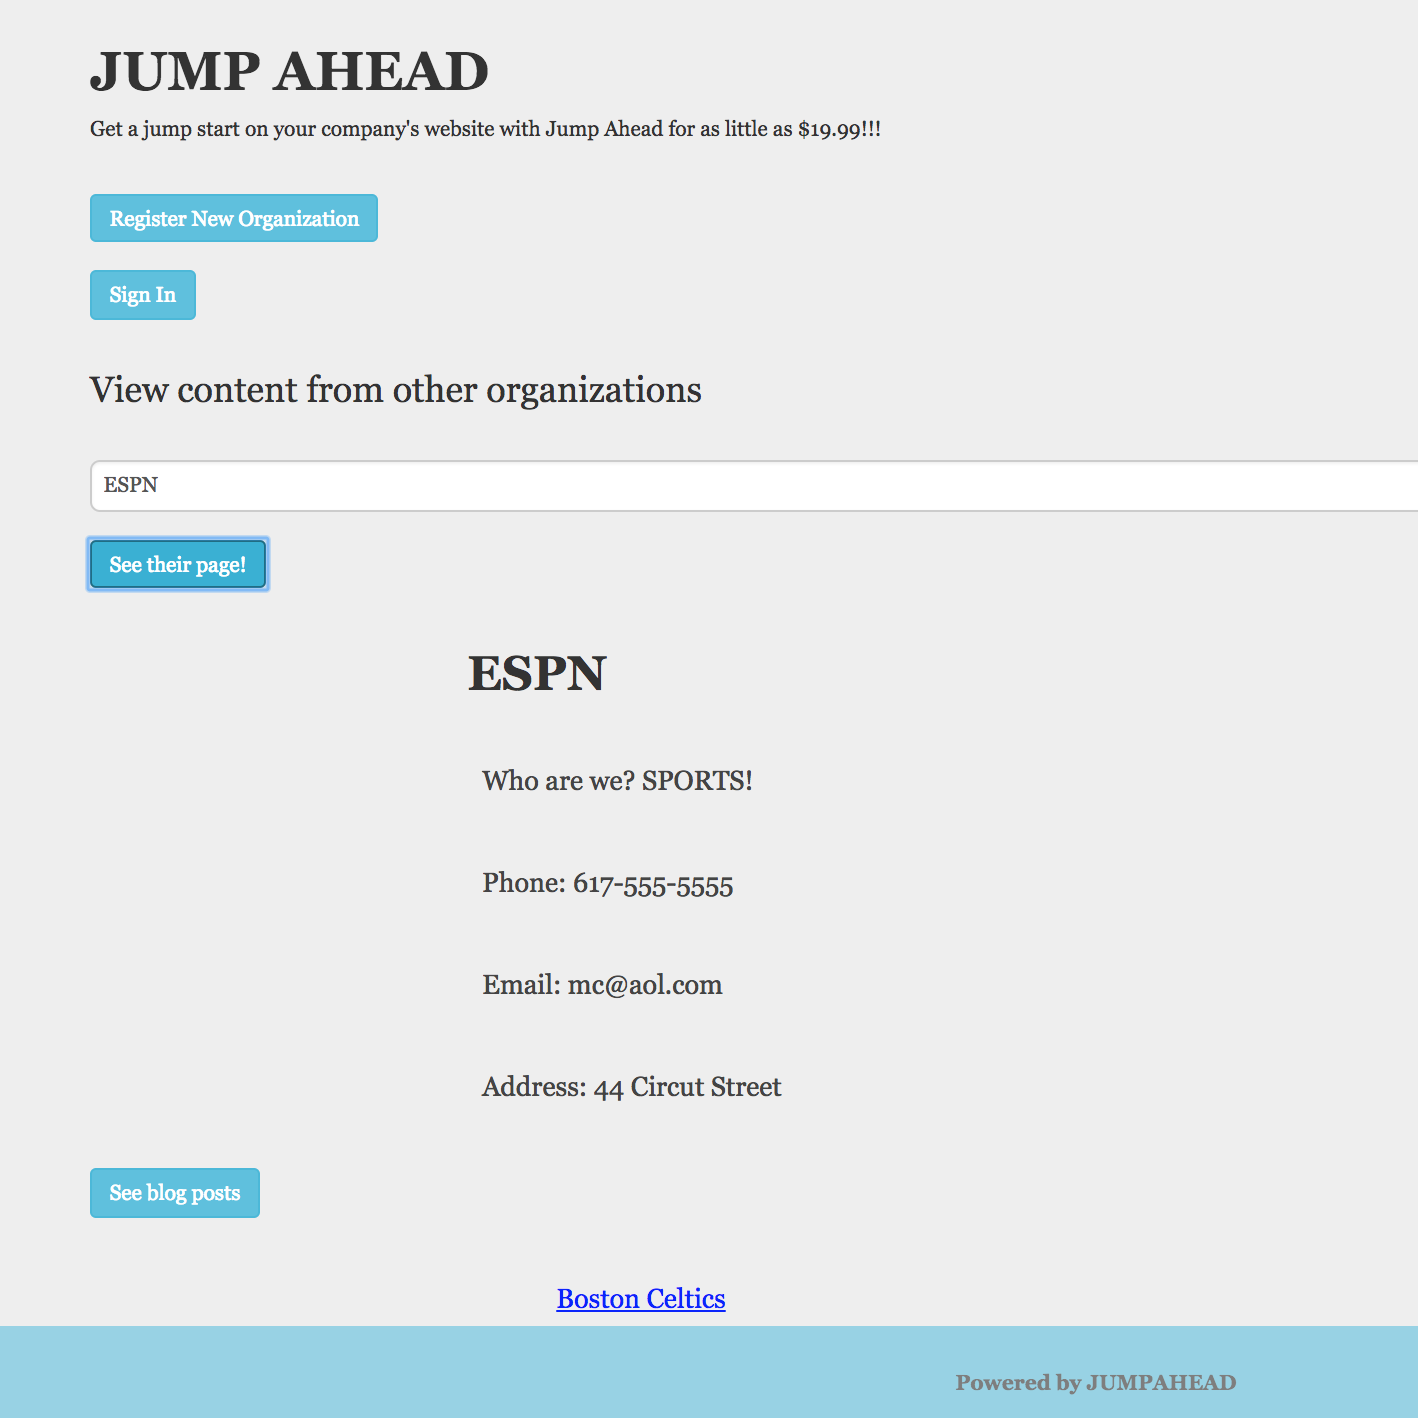 JUMP AHEAD
Get a jump start on your company's website with Jump Ahead for as little as $19.99!!!
Register New Organization
Sign In
View content from other organizations
ESPN
See their page!
ESPN
Who are we? SPORTS!
Phone: 617-555-5555
Email: mc@aol.com
Address: 44 Circut Street
See blog posts
Boston Celtics
Powered by JUMPAHEAD